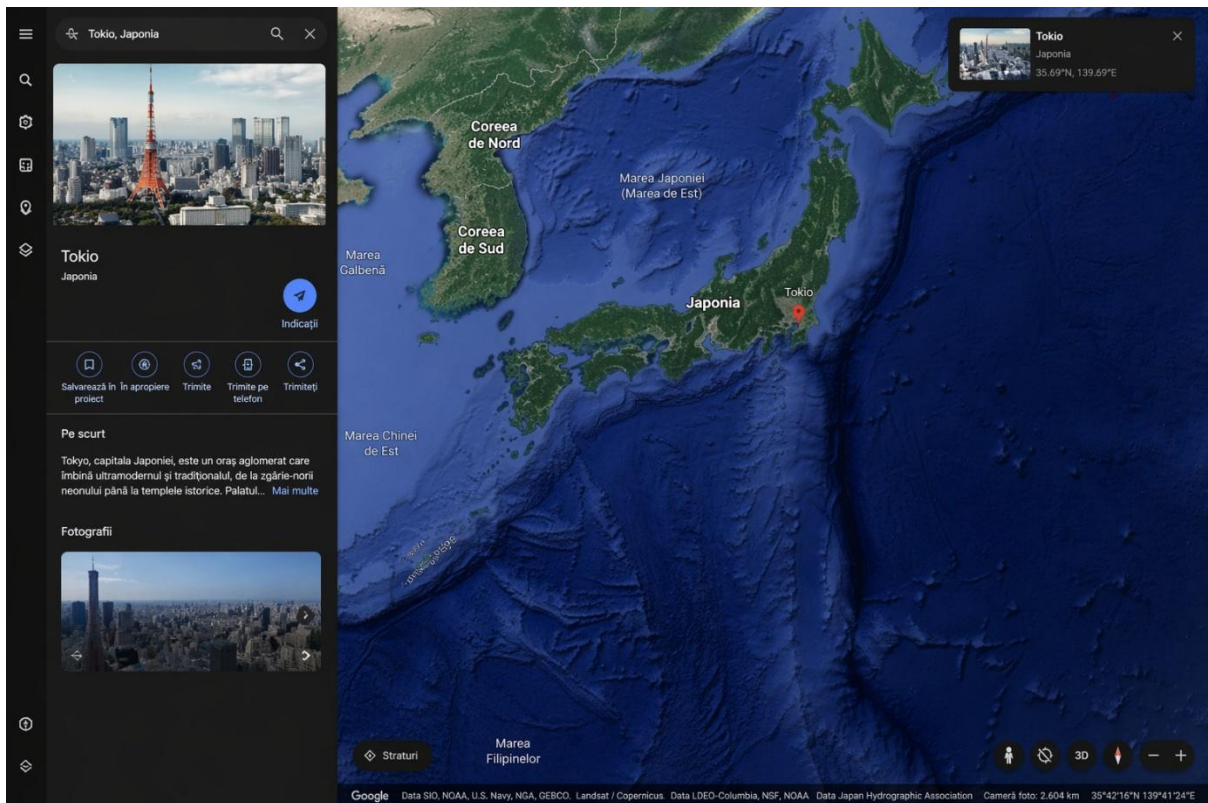 Tokio, Japonia
Tokio
Japonia
Indicații
Salvarează în
proiect
În apropiere
Trimite
Trimite pe
telefon
Trimiteți
Pe scurt
Tokyo, capitala Japoniei, este un oraș aglomerat care
îmbină ultramodernul și tradiționalul, de la zgârie-norii
neonului până la templele istorice. Palatul... Mai multe
Fotografii
Tokio
Japonia
35.69°N, 139.69°E
Coreea
de Nord
Marea Japoniei
(Marea de Est)
Coreea
de Sud
Marea
Galbenă
Japonia
Tokio
Marea Chinei
de Est
Marea
Filipinelor
Straturi
3D
Google Data SIO, NOAA, U.S. Navy, NGA, GEBCO. Landsat / Copernicus. Data LDEO-Columbia, NSF, NOAA Data Japan Hydrographic Association Cameră foto: 2.604 km 35°42'16"N 139°41'24"E